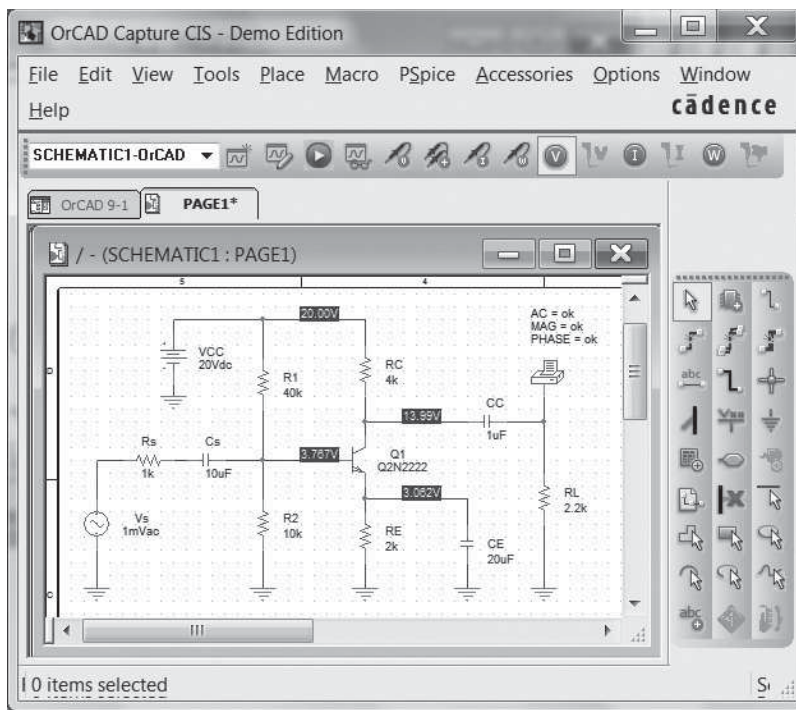 OrCAD Capture CIS - Demo Edition
File Edit View Tools Place Macro PSpice Accessories Options Window
Help
cādence
SCHEMATIC1-OrCAD
V I W
OrCAD 9-1 PAGE1*
/ - (SCHEMATIC1 : PAGE1)
5 4
20.00V
AC = ok
MAG = ok
PHASE = ok
VCC
20Vdc
R1
40k
RC
4k
CC
1uF
13.99V
Rs
1k
Cs
10uF
3.767V
Q1
Q2N2222
3.062V
Vs
1mVac
R2
10k
RE
2k
CE
20uF
RL
2.2k
abc
abc
0 items selected